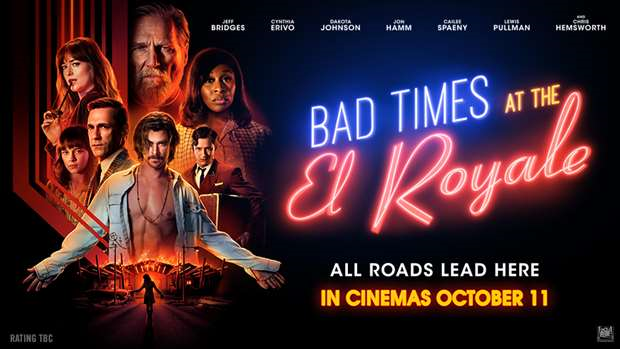 JEFF BRIDGES
CYNTHIA ERIVO
DAKOTA JOHNSON
JON HAMM
CAILEE SPAENY
LEWIS PULLMAN
AND CHRIS HEMSWORTH
BAD TIMES AT THE
El Royale
ALL ROADS LEAD HERE
IN CINEMAS OCTOBER 11
RATING TBC